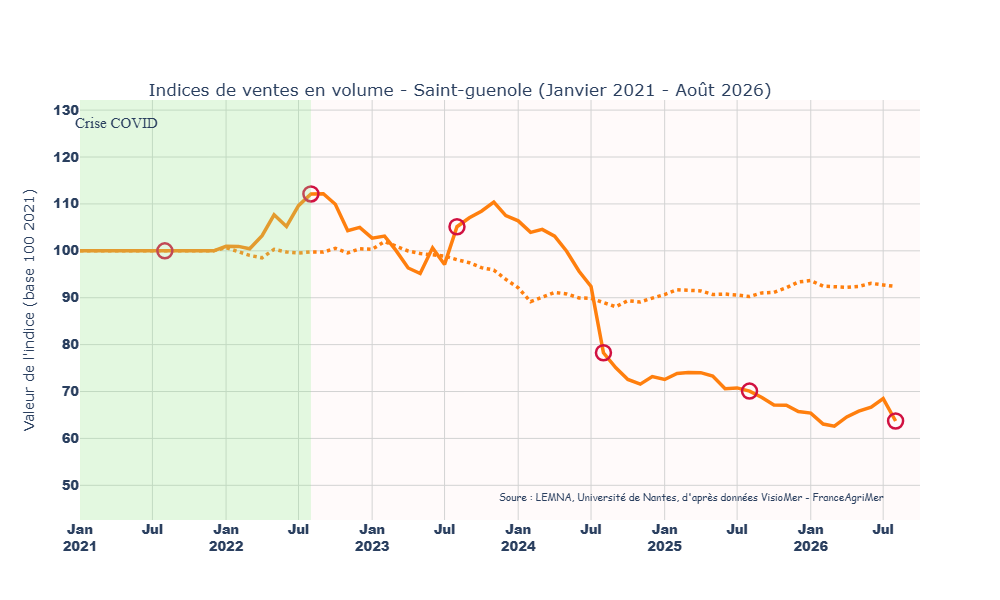 Indices de ventes en volume - Saint-guenole (Janvier 2021 - Août 2026)
Crise COVID
Valeur de l'indice (base 100 2021)
130
120
110
100
90
80
70
60
50
Jan Jul Jan Jul Jan Jul Jan Jul Jan Jul Jan Jul
2021 2022 2023 2024 2025 2026
Soure : LEMNA, Université de Nantes, d'après données VisioMer - FranceAgriMer